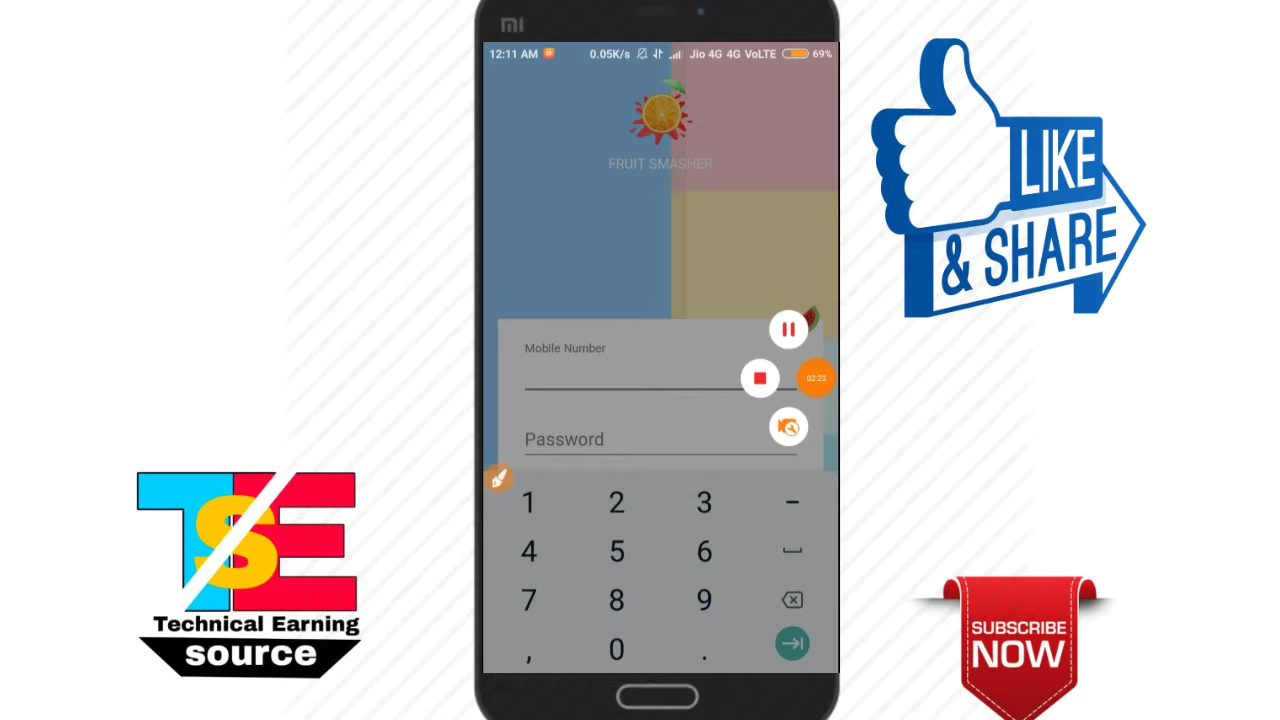 mi
12:11 AM 0.05K/s Jio 4G 4G VoLTE 69%
FRUIT SMASHER
Mobile Number
02:22
Password
1 2 3 -
4 5 6
7 8 9
, 0 .
LIKE
& SHARE
TSE
Technical Earning
source
SUBSCRIBE
NOW